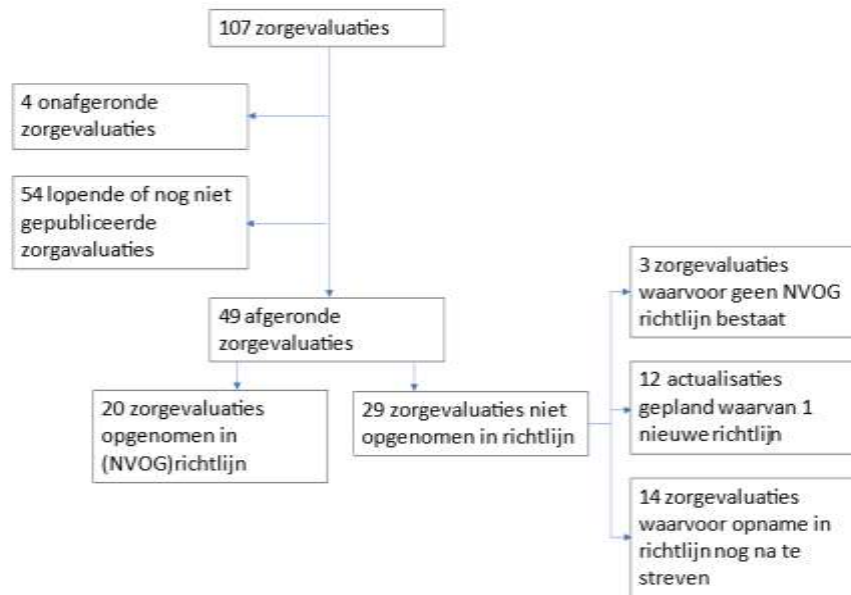 107 zorgevaluaties
4 onafgeronde
zorgevaluaties
54 lopende of nog niet
gepubliceerde
zorgavaluaties
49 afgeronde
zorgevaluaties
20 zorgevaluaties
opgenomen in
(NVOG)richtlijn
29 zorgevaluaties niet
opgenomen in richtlijn
3 zorgevaluaties
waarvoor geen NVOG
richtlijn bestaat
12 actualisaties
gepland waarvan 1
nieuwe richtlijn
14 zorgevaluaties
waarvoor opname in
richtlijn nog na te
streven